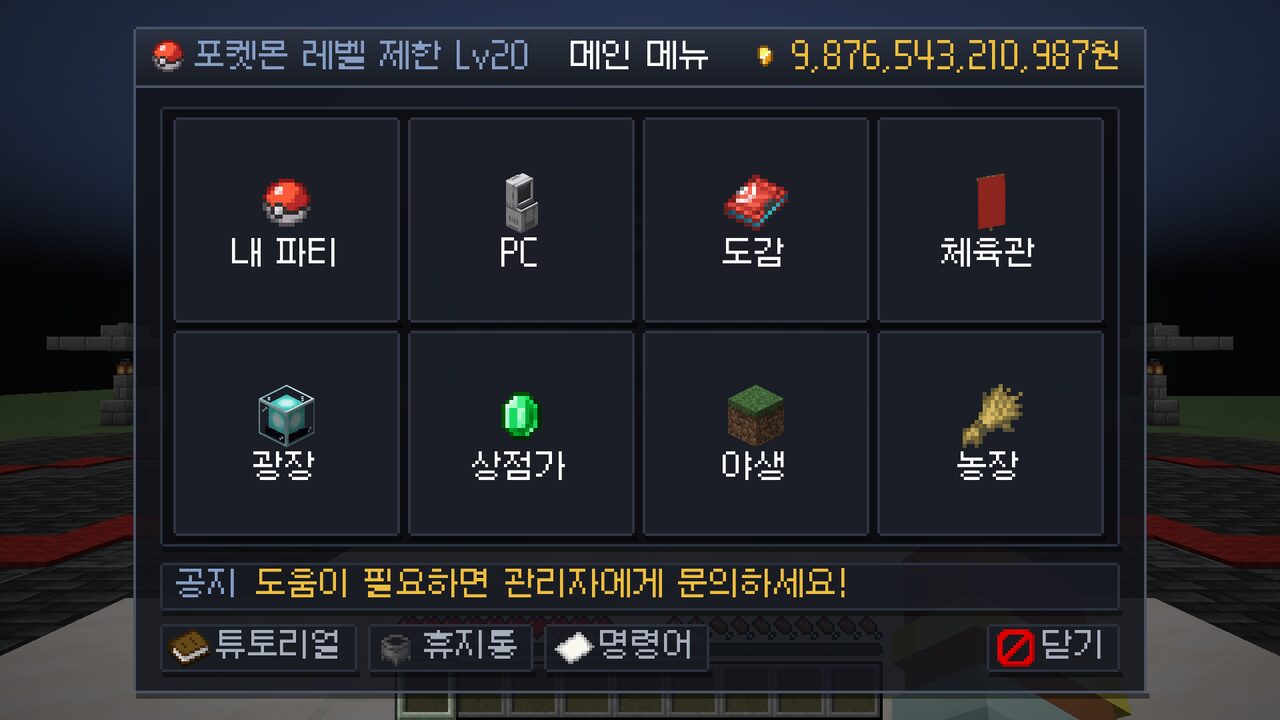 포켓몬 레벨 제한 Lv20 메인 메뉴 9,876,543,210,987원
내 파티 PC 도감 체육관
광장 상점가 야생 농장
공지 도움이 필요하면 관리자에게 문의하세요!
튜토리얼 휴지통 명령어 닫기